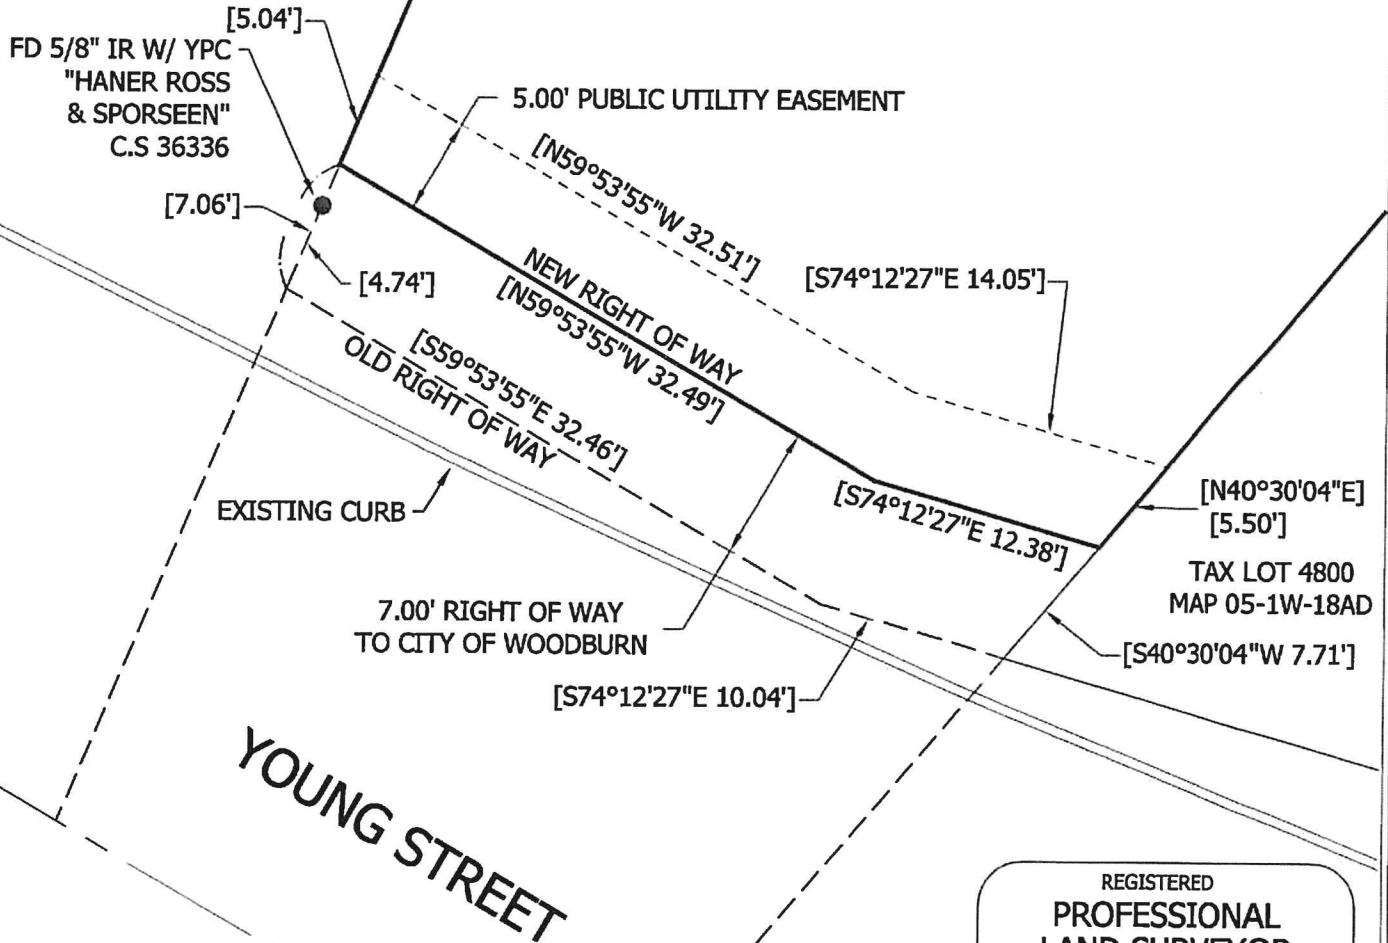 [5.04']
FD 5/8" IR W/ YPC
"HANER ROSS
& SPORSEEN"
C.S 36336
5.00' PUBLIC UTILITY EASEMENT
[N59°53'55"W 32.51']
[7.06']
[4.74']
NEW RIGHT OF WAY
[N59°53'55"W 32.49']
[S74°12'27"E 14.05']
[S59°53'55"E 32.46']
OLD RIGHT OF WAY
EXISTING CURB
[S74°12'27"E 12.38']
[N40°30'04"E]
[5.50']
TAX LOT 4800
MAP 05-1W-18AD
7.00' RIGHT OF WAY
TO CITY OF WOODBURN
[S40°30'04"W 7.71']
[S74°12'27"E 10.04']
YOUNG STREET
REGISTERED
PROFESSIONAL
LAND SURVEYOR